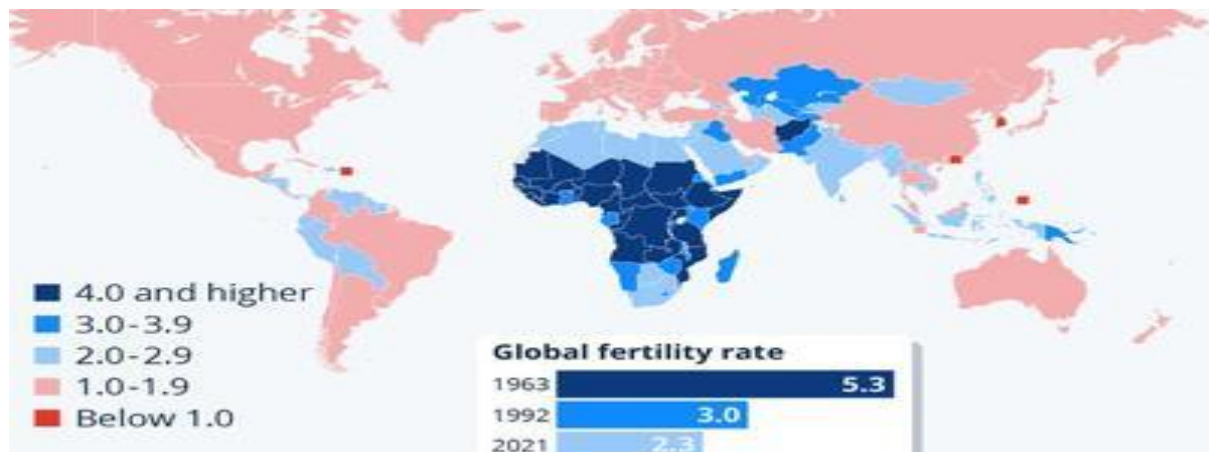 4.0 and higher
3.0-3.9
2.0-2.9
1.0-1.9
Below 1.0
Global fertility rate
1963 5.3
1992 3.0
2021 2.3